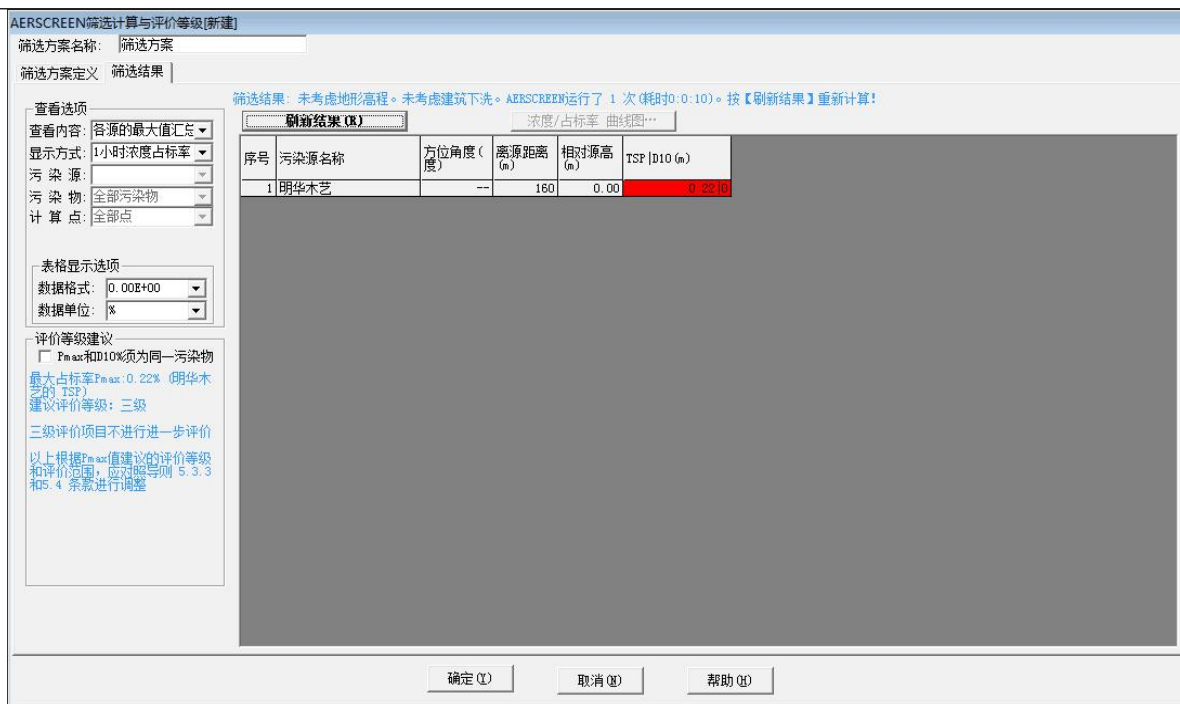 AERSCREEN筛选计算与评价等级[新建]
筛选方案名称: 筛选方案
筛选方案定义 筛选结果
筛选结果: 未考虑地形高程。未考虑建筑下洗。AERSCREEN运行了 1 次(耗时0:0:10)。按【刷新结果】重新计算!
查看选项
查看内容: 各源的最大值汇总
显示方式: 1小时浓度占标率
污 染 源:
污 染 物: 全部污染物
计 算 点: 全部点
刷新结果(R) 浓度/占标率 曲线图…
序号 污染源名称 方位角度(度) 离源距离(m) 相对源高(m) TSP|D10(m)
1 明华木艺 -- 160 0.00 0.22|0
表格显示选项
数据格式: 0.00E+00
数据单位: %
评价等级建议
Pmax和D10%须为同一污染物
最大占标率Pmax:0.22% (明华木
艺的 TSP)
建议评价等级: 三级
三级评价项目不进行进一步评价
以上根据Pmax值建议的评价等级
和评价范围,应对照导则 5.3.3
和5.4 条款进行调整
确定(Y) 取消(N) 帮助(H)